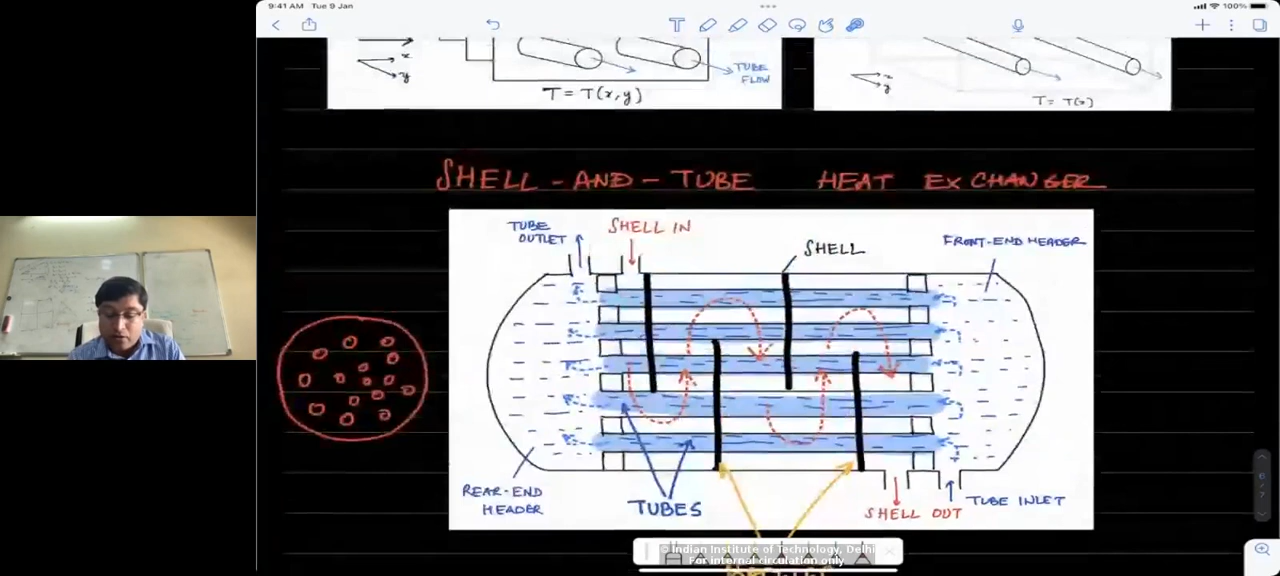 9:41 AM Tue 9 Jan
100%
x
y
TUBE
FLOW
T = T(x,y)
x
y
T = T(x)
SHELL-AND-TUBE HEAT EXCHANGER
TUBE
OUTLET
SHELL IN
SHELL
FRONT-END HEADER
REAR-END
HEADER
TUBES
SHELL OUT
TUBE INLET
© Indian Institute of Technology, Delhi
For internal circulation only
6 / 7